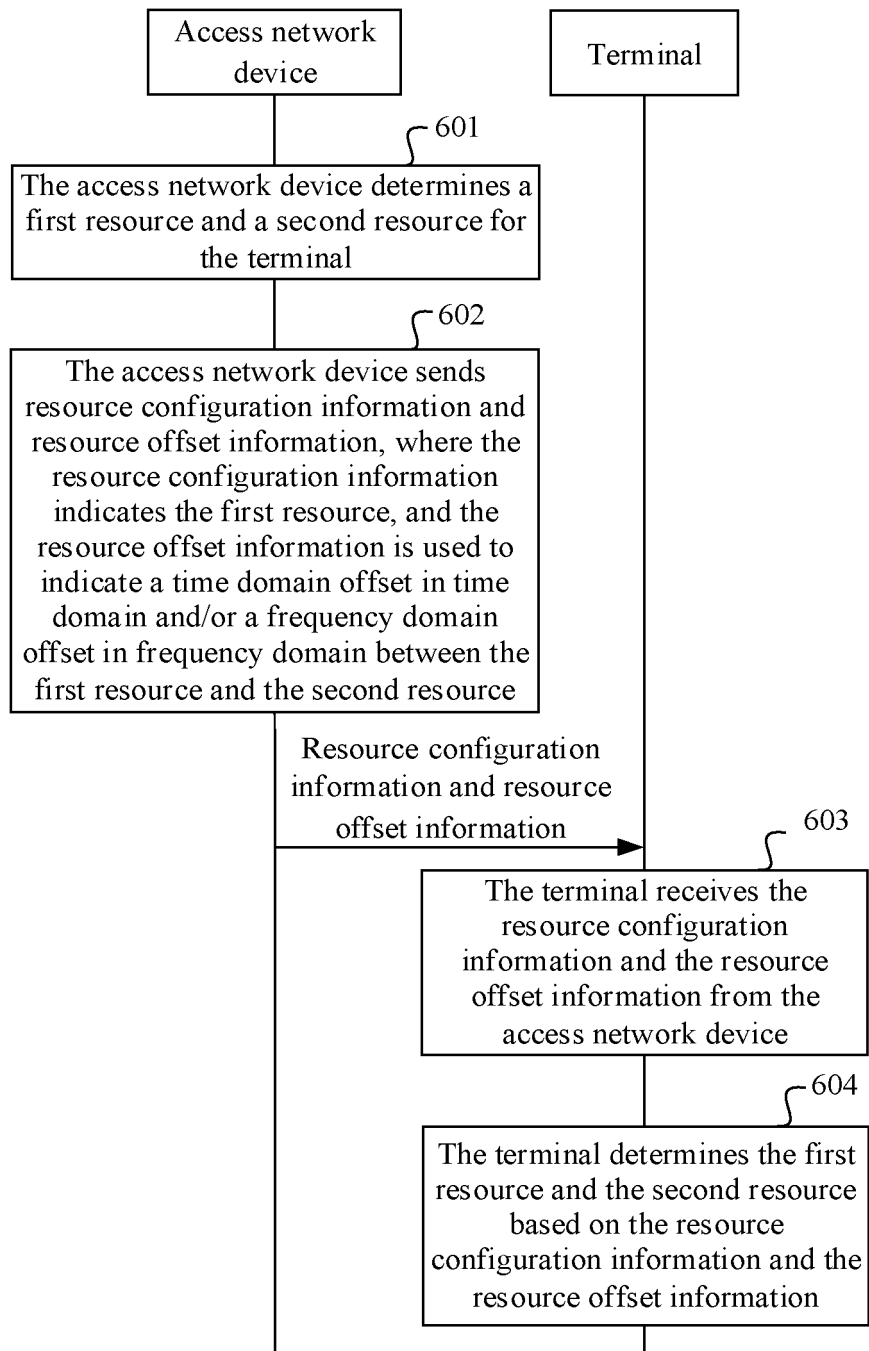 Access network
device
Terminal
601
The access network device determines a
first resource and a second resource for
the terminal
602
The access network device sends
resource configuration information and
resource offset information, where the
resource configuration information
indicates the first resource, and the
resource offset information is used to
indicate a time domain offset in time
domain and/or a frequency domain
offset in frequency domain between the
first resource and the second resource
Resource configuration
information and resource
offset information
603
The terminal receives the
resource configuration
information and the resource
offset information from the
access network device
604
The terminal determines the first
resource and the second resource
based on the resource
configuration information and the
resource offset information